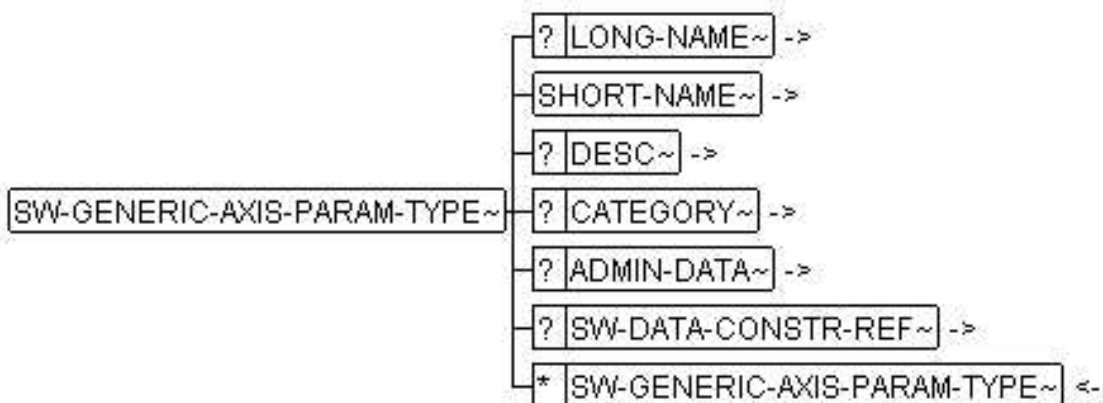 ? LONG-NAME~ ->
SHORT-NAME~ ->
? DESC~ ->
SW-GENERIC-AXIS-PARAM-TYPE~ ? CATEGORY~ ->
? ADMIN-DATA~ ->
? SW-DATA-CONSTR-REF~ ->
* SW-GENERIC-AXIS-PARAM-TYPE~ <-